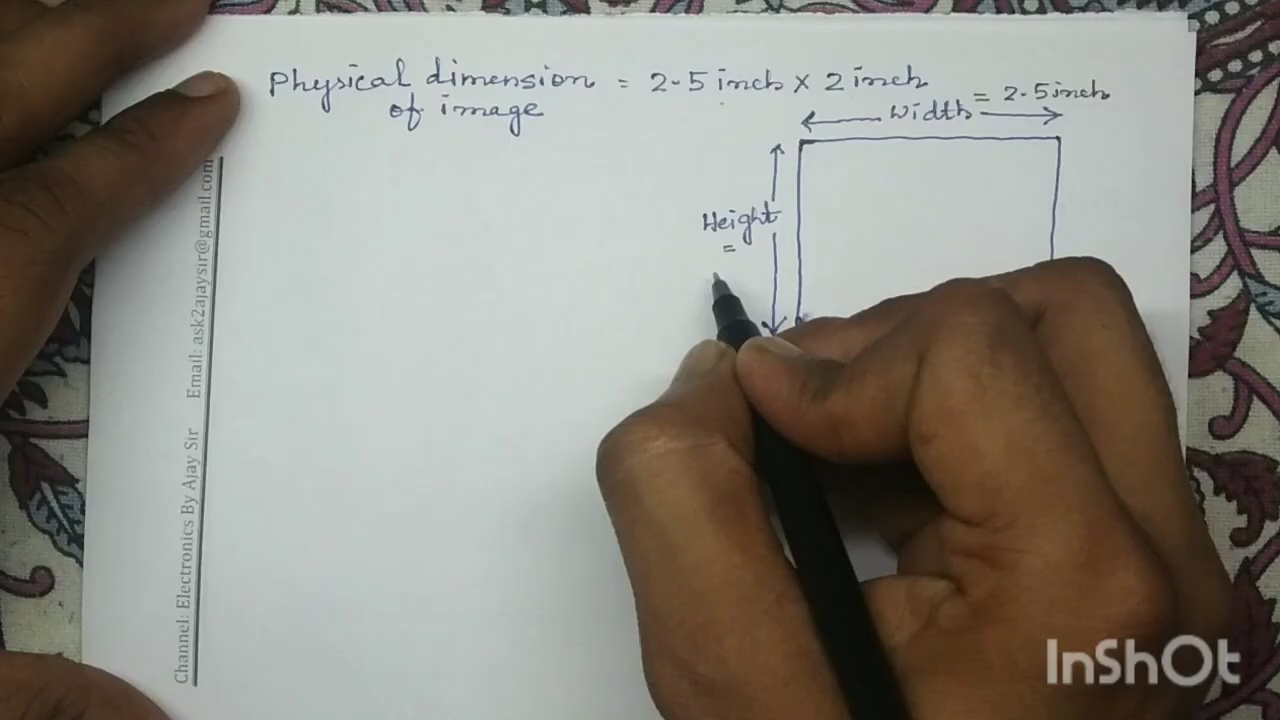 Physical dimension = 2.5 inch × 2 inch
of image
Width = 2.5 inch
Height
=
Channel: Electronics By Ajay Sir Email: ask2ajaysir@gmail.com
InShOt